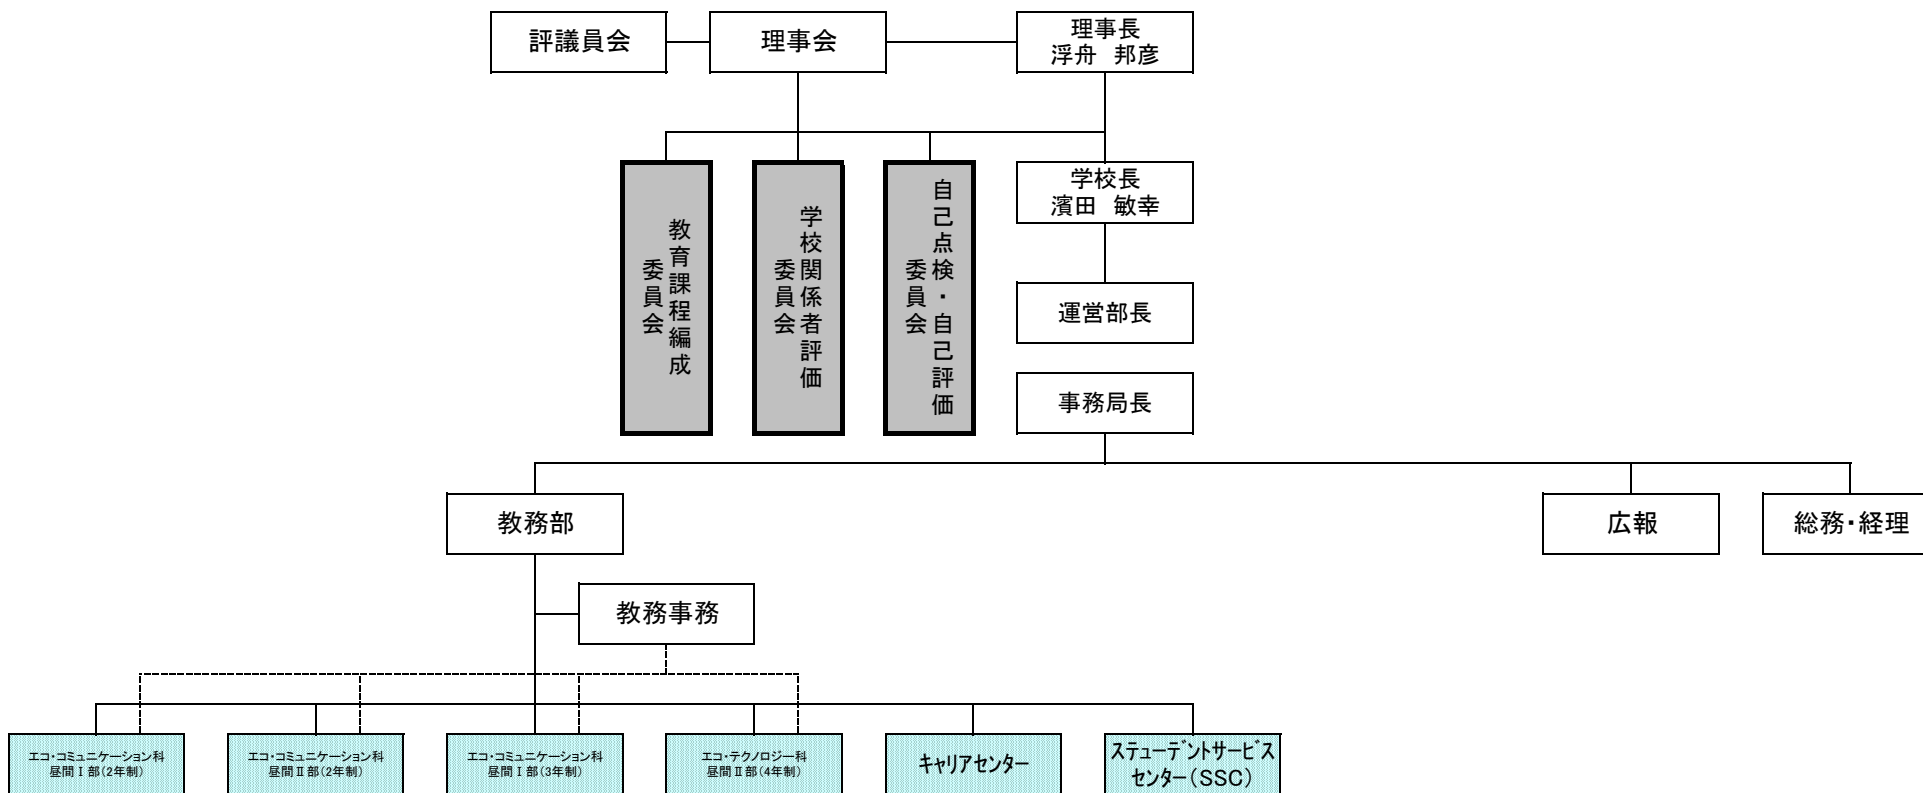 評議員会
理事会
理事長
浮舟　邦彦
教育課程編成
委員会
学校関係者評価
委員会
自己点検・自己評価
委員会
学校長
濱田　敏幸
運営部長
事務局長
教務部
広報
総務・経理
教務事務
エコ・コミュニケーション科
昼間Ⅰ部(2年制)
エコ・コミュニケーション科
昼間Ⅱ部(2年制)
エコ・コミュニケーション科
昼間Ⅰ部(3年制)
エコ・テクノロジー科
昼間Ⅱ部(4年制)
キャリアセンター
ステューデントサービス
センター(SSC)